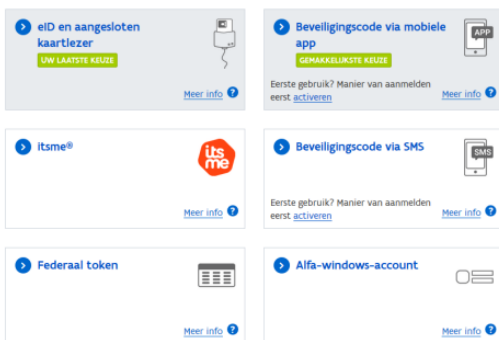 eID en aangesloten
kaartlezer
UW LAATSTE KEUZE
Meer info ?
Beveiligingscode via mobiele
app
GEMAKKELIJKSTE KEUZE
APP
Eerste gebruik? Manier van aanmelden
eerst activeren
Meer info ?
itsme®
its
me
Meer info ?
Beveiligingscode via SMS
SMS
Eerste gebruik? Manier van aanmelden
eerst activeren
Meer info ?
Federaal token
Meer info ?
Alfa-windows-account
Meer info ?